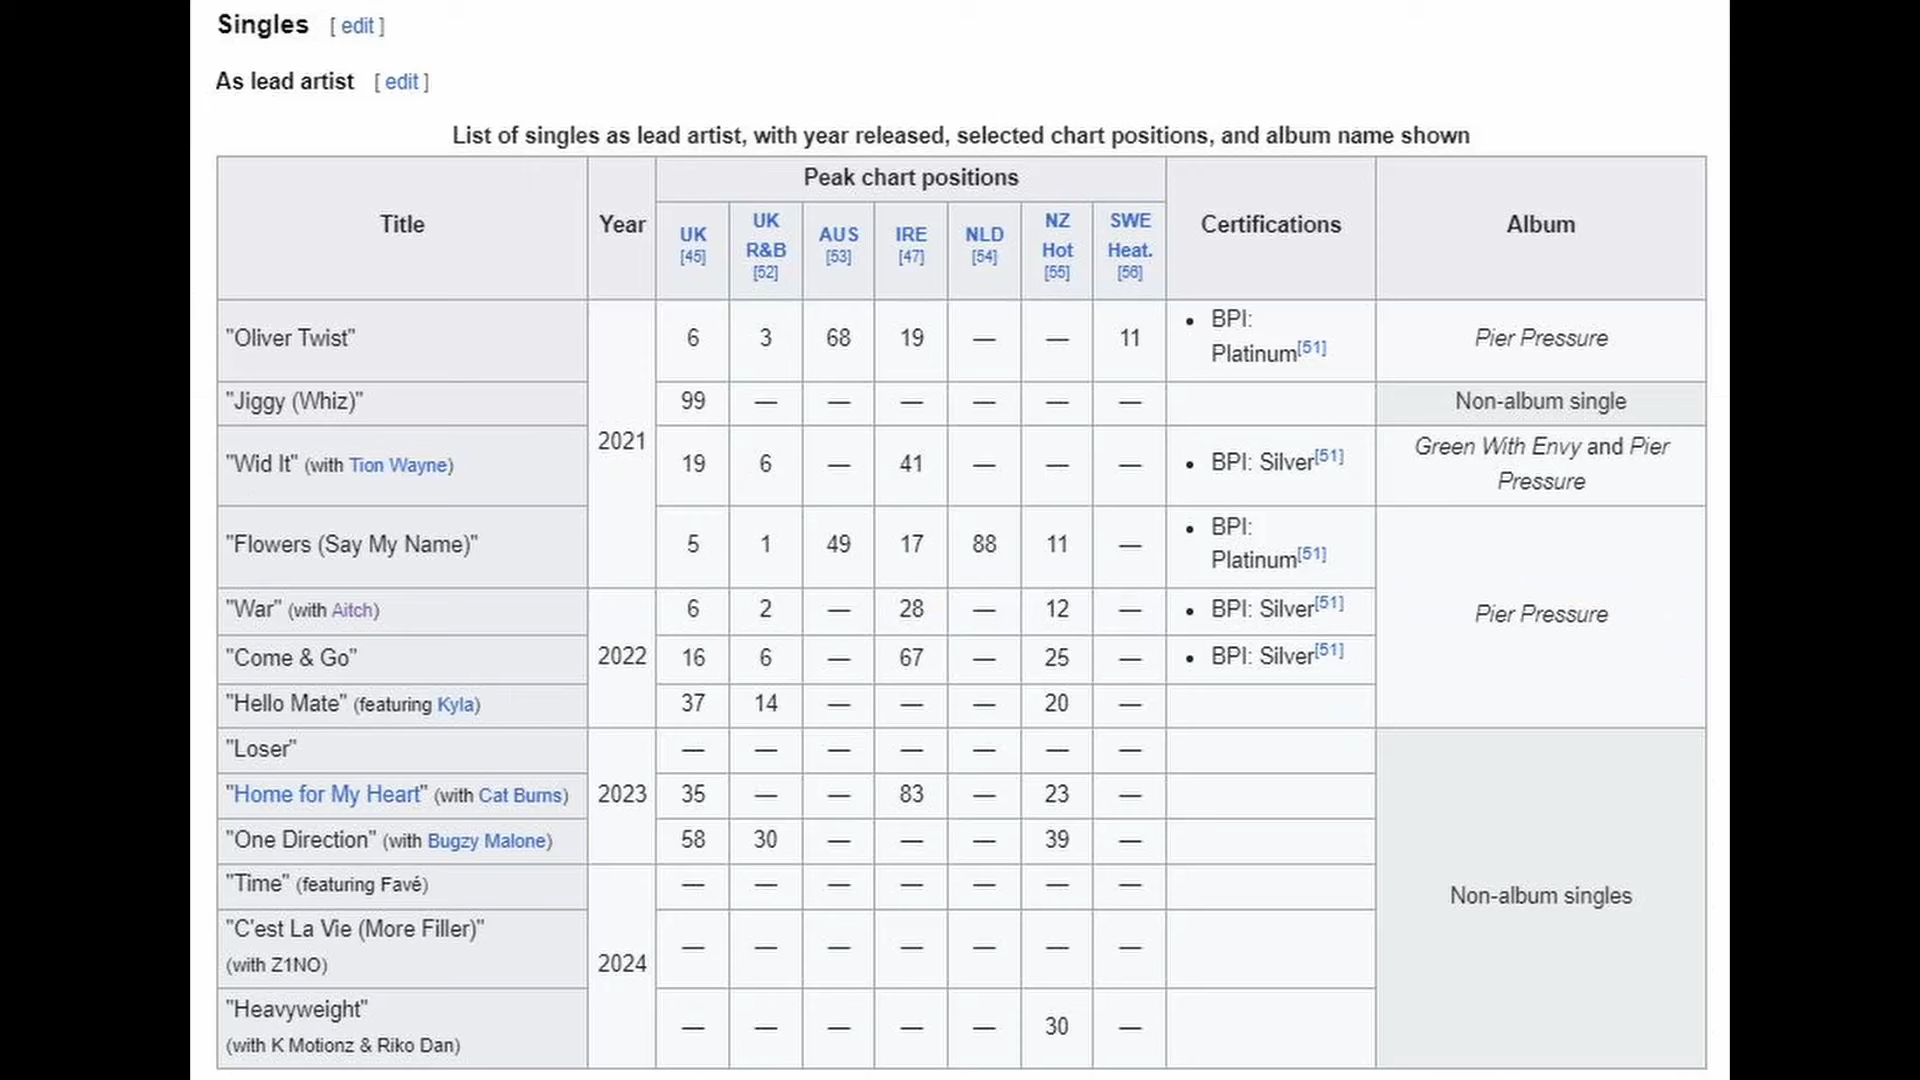 Singles [ edit ]
As lead artist [ edit ]
List of singles as lead artist, with year released, selected chart positions, and album name shown
Title Year Peak chart positions Certifications Album
UK [45] UK R&B [52] AUS [53] IRE [47] NLD [54] NZ Hot [55] SWE Heat. [56]
"Oliver Twist" 2021 6 3 68 19 — — 11 • BPI: Platinum[51] Pier Pressure
"Jiggy (Whiz)" 99 — — — — — — Non-album single
"Wid It" (with Tion Wayne) 19 6 — 41 — — — • BPI: Silver[51] Green With Envy and Pier Pressure
"Flowers (Say My Name)" 5 1 49 17 88 11 — • BPI: Platinum[51] Pier Pressure
"War" (with Aitch) 2022 6 2 — 28 — 12 — • BPI: Silver[51]
"Come & Go" 16 6 — 67 — 25 — • BPI: Silver[51]
"Hello Mate" (featuring Kyla) 37 14 — — — 20 —
"Loser" 2023 — — — — — — — Non-album singles
"Home for My Heart" (with Cat Burns) 35 — — 83 — 23 —
"One Direction" (with Bugzy Malone) 58 30 — — — 39 —
"Time" (featuring Favé) 2024 — — — — — — —
"C'est La Vie (More Filler)" (with Z1NO) — — — — — — —
"Heavyweight" (with K Motionz & Riko Dan) — — — — — 30 —